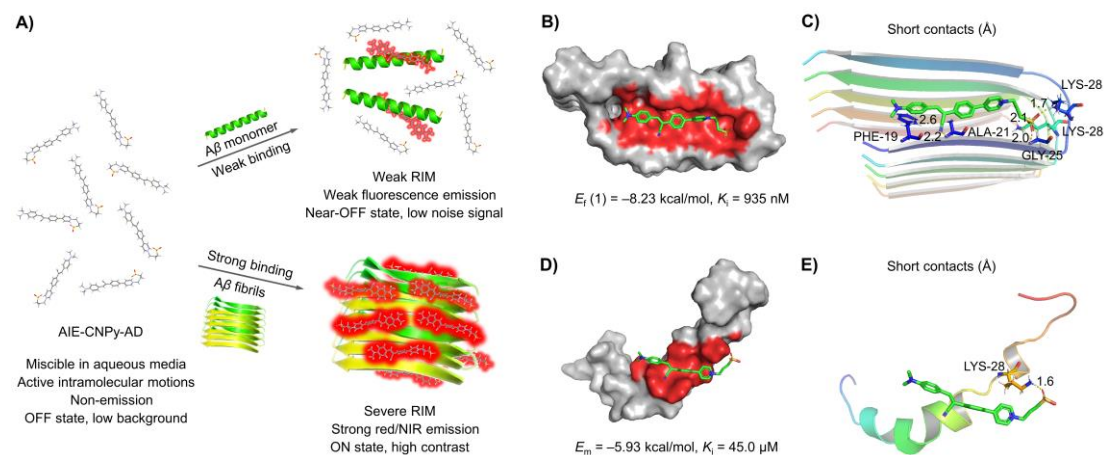 A)
Aβ monomer
Weak binding
Weak RIM
Weak fluorescence emission
Near-OFF state, low noise signal
AIE-CNPy-AD
Miscible in aqueous media
Active intramolecular motions
Non-emission
OFF state, low background
Strong binding
Aβ fibrils
Severe RIM
Strong red/NIR emission
ON state, high contrast
B)
Ef (1) = –8.23 kcal/mol, Ki = 935 nM
C)
Short contacts (Å)
LYS-28
1.7
2.6
2.1
PHE-19
2.2
ALA-21
2.0
LYS-28
GLY-25
D)
Em = –5.93 kcal/mol, Ki = 45.0 μM
E)
Short contacts (Å)
LYS-28
1.6